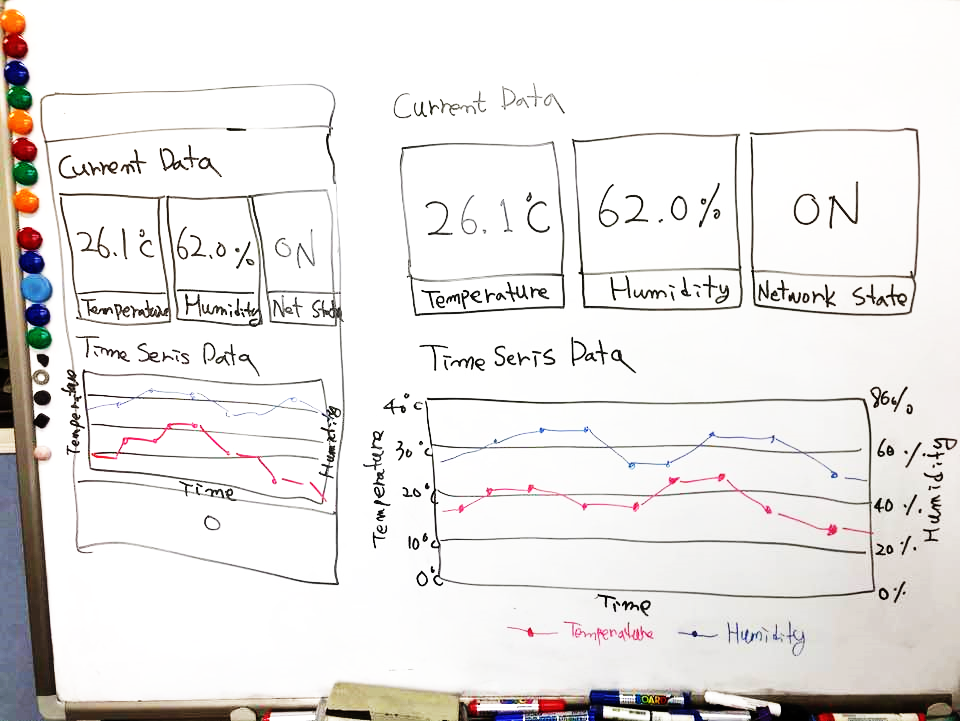 Current Data
26.1°C 62.0% ON
Temperature Humidity Net State
Time Seris Data
Temperature
Humidity
Time
Current Data
26.1°C 62.0% ON
Temperature Humidity Network State
Time Seris Data
40°C
30°C
20°C
10°C
0°C
Temperature
80%
60%
40%
20%
0%
Humidity
Time
Temperature Humidity
BOARD